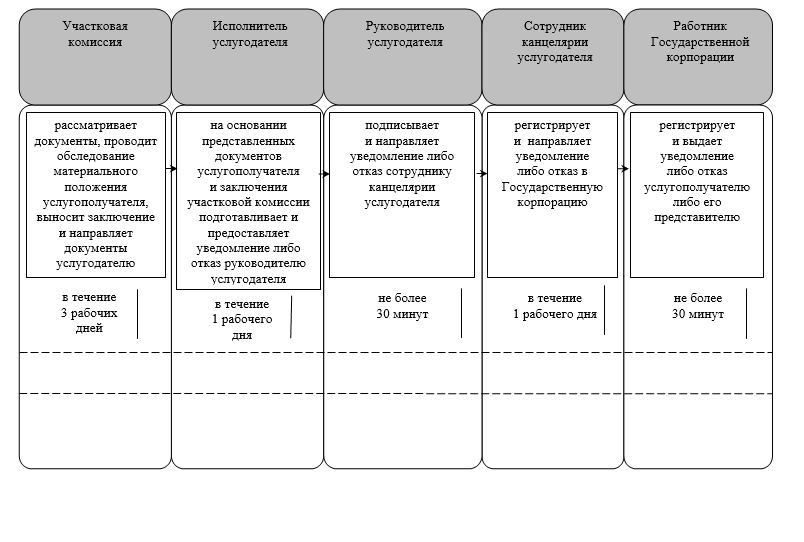 Участковая
комиссия
Исполнитель
услугодателя
Руководитель
услугодателя
Сотрудник
канцелярии
услугодателя
Работник
Государственной
корпорации
рассматривает
документы, проводит
обследование
материального
положения
услугополучателя,
выносит заключение
и направляет
документы
услугодателю
на основании
представленных
документов
услугополучателя
и заключения
участковой комиссии
подготавливает и
предоставляет
уведомление либо
отказ руководителю
услугодателя
подписывает
и направляет
уведомление либо
отказ сотруднику
канцелярии
услугодателя
регистрирует
и направляет
уведомление
либо отказ в
Государственную
корпорацию
регистрирует
и выдает
уведомление
либо отказ
услугополучателю
либо его
представителю
в течение
3 рабочих
дней
в течение
1 рабочего
дня
не более
30 минут
в течение
1 рабочего дня
не более
30 минут